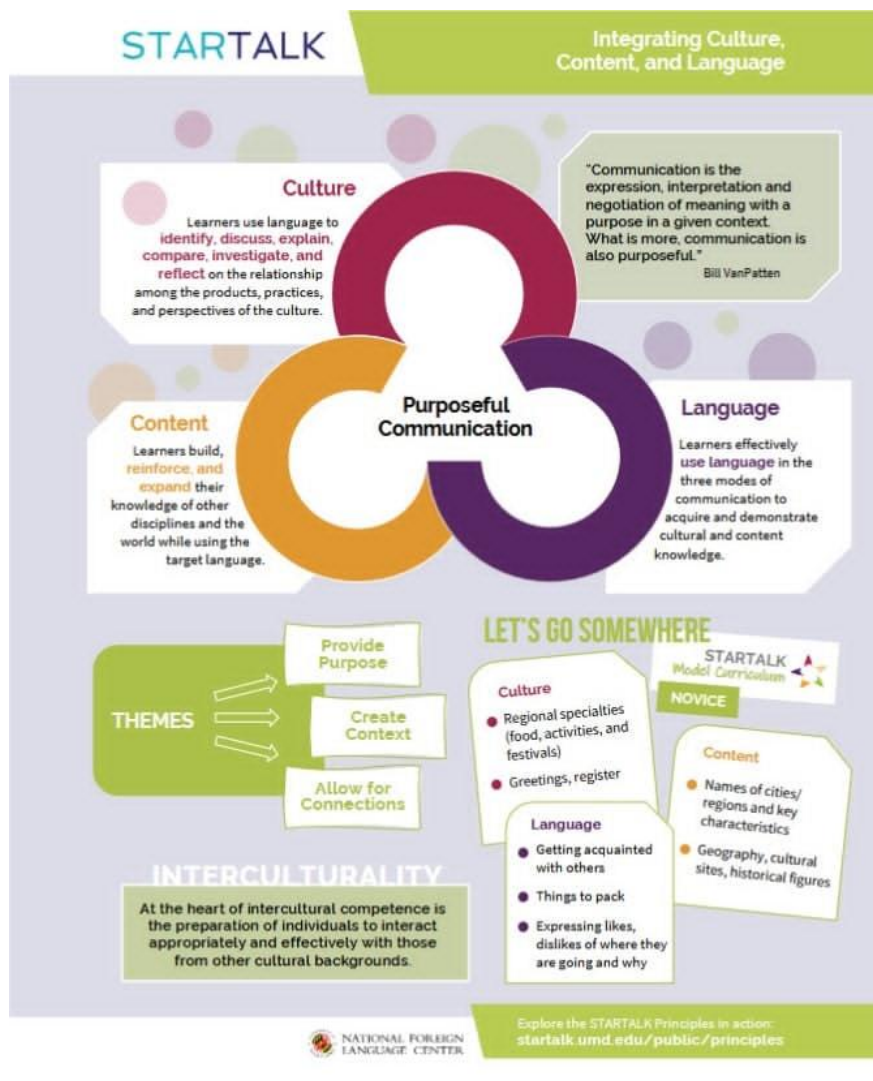 STARTALK
Integrating Culture,
Content, and Language
Culture
Learners use language to
identify, discuss, explain,
compare, investigate, and
reflect on the relationship
among the products, practices,
and perspectives of the culture.
"Communication is the
expression, interpretation and
negotiation of meaning with a
purpose in a given context.
What is more, communication is
also purposeful."
Bill VanPatten
Purposeful
Communication
Content
Learners build,
reinforce, and
expand their
knowledge of other
disciplines and the
world while using the
target language.
Language
Learners effectively
use language in the
three modes of
communication to
acquire and demonstrate
cultural and content
knowledge.
THEMES
Provide
Purpose
Create
Context
Allow for
Connections
LET'S GO SOMEWHERE
STARTALK
Model Curriculum
NOVICE
Culture
Regional specialties
(food, activities, and
festivals)
Greetings, register
Content
Names of cities/
regions and key
characteristics
Geography, cultural
sites, historical figures
Language
Getting acquainted
with others
Things to pack
Expressing likes,
dislikes of where they
are going and why
INTERCULTURALITY
At the heart of intercultural competence is
the preparation of individuals to interact
appropriately and effectively with those
from other cultural backgrounds.
NATIONAL FOREIGN
LANGUAGE CENTER
Explore the STARTALK Principles in action:
startalk.umd.edu/public/principles